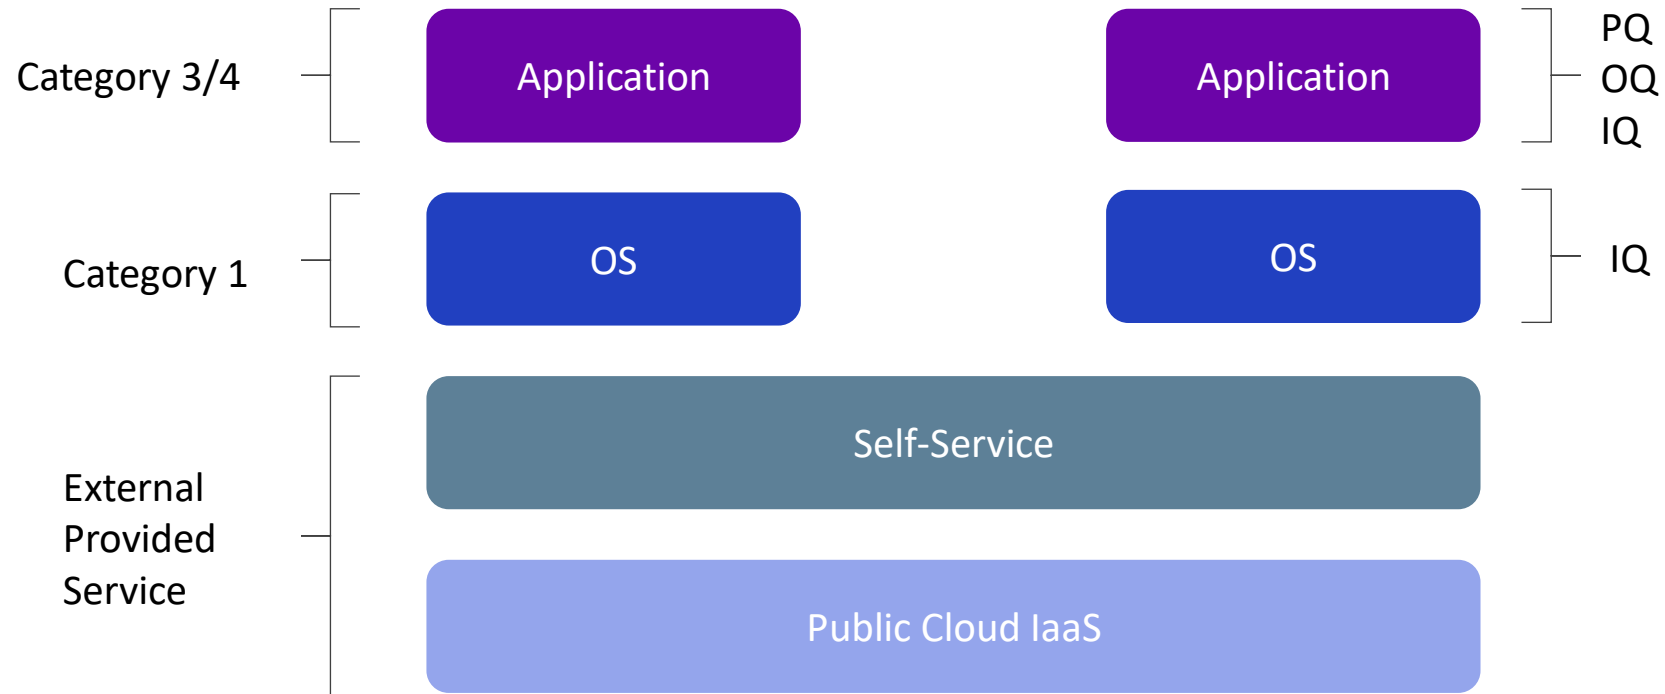 Category 3/4
Application
Application
PQ
OQ
IQ
Category 1
OS
OS
IQ
External
Provided
Service
Self-Service
Public Cloud IaaS